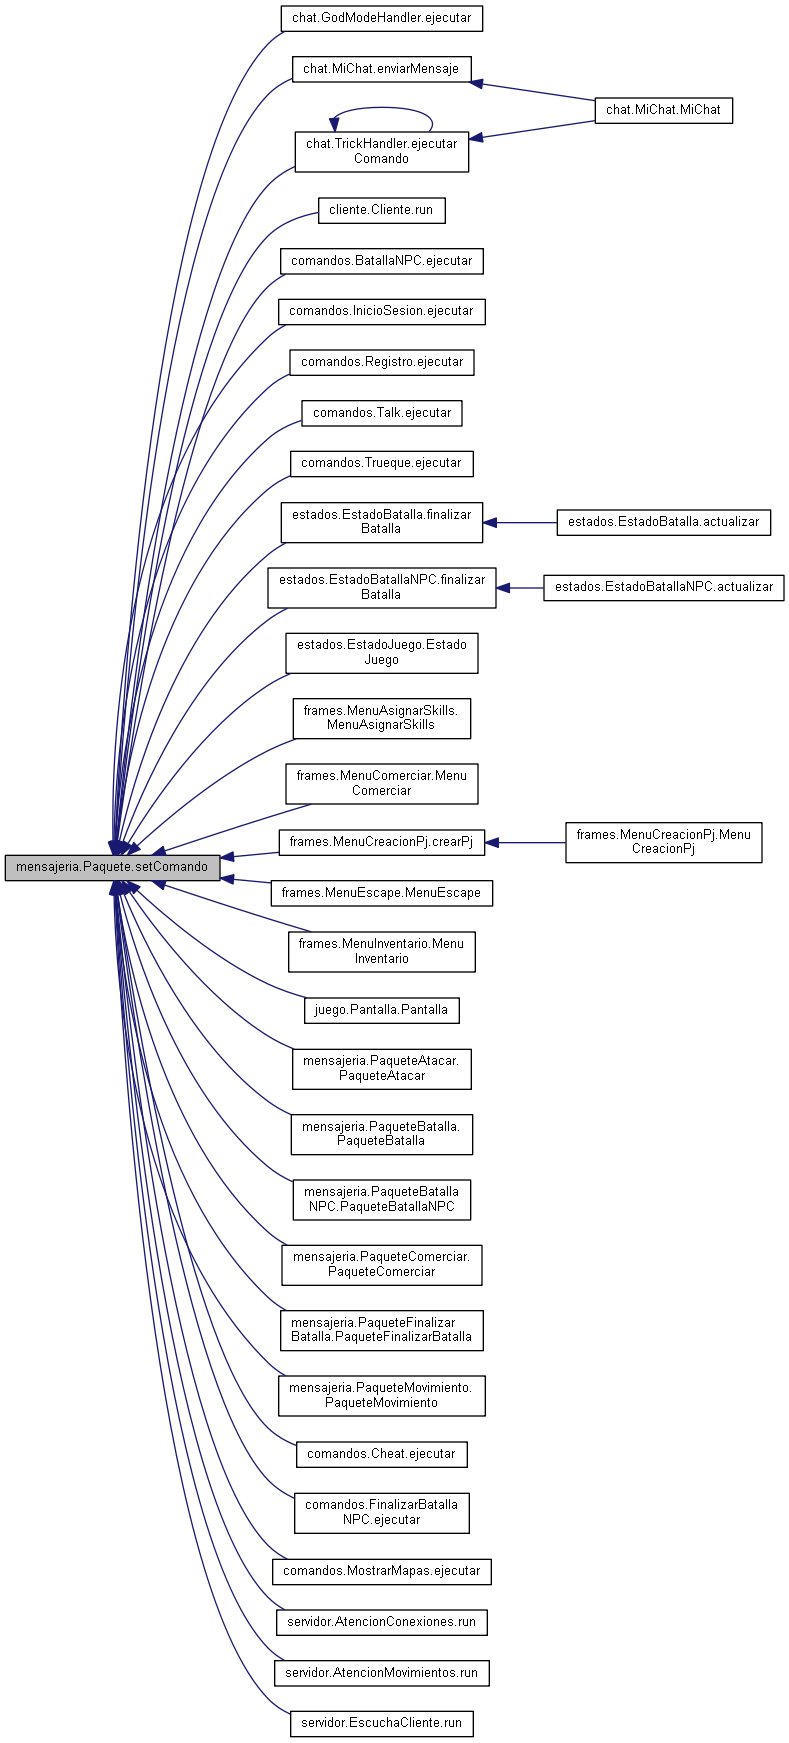 chat.GodModeHandler.ejecutar
chat.MiChat.enviarMensaje
chat.MiChat.MiChat
chat.TrickHandler.ejecutar
Comando
cliente.Cliente.run
comandos.BatallaNPC.ejecutar
comandos.InicioSesion.ejecutar
comandos.Registro.ejecutar
comandos.Talk.ejecutar
comandos.Trueque.ejecutar
estados.EstadoBatalla.finalizar
Batalla
estados.EstadoBatalla.actualizar
estados.EstadoBatallaNPC.finalizar
Batalla
estados.EstadoBatallaNPC.actualizar
estados.EstadoJuego.Estado
Juego
frames.MenuAsignarSkills.
MenuAsignarSkills
frames.MenuComerciar.Menu
Comerciar
frames.MenuCreacionPj.crearPj
frames.MenuCreacionPj.Menu
CreacionPj
mensajeria.Paquete.setComando
frames.MenuEscape.MenuEscape
frames.MenuInventario.Menu
Inventario
juego.Pantalla.Pantalla
mensajeria.PaqueteAtacar.
PaqueteAtacar
mensajeria.PaqueteBatalla.
PaqueteBatalla
mensajeria.PaqueteBatalla
NPC.PaqueteBatallaNPC
mensajeria.PaqueteComerciar.
PaqueteComerciar
mensajeria.PaqueteFinalizar
Batalla.PaqueteFinalizarBatalla
mensajeria.PaqueteMovimiento.
PaqueteMovimiento
comandos.Cheat.ejecutar
comandos.FinalizarBatalla
NPC.ejecutar
comandos.MostrarMapas.ejecutar
servidor.AtencionConexiones.run
servidor.AtencionMovimientos.run
servidor.EscuchaCliente.run